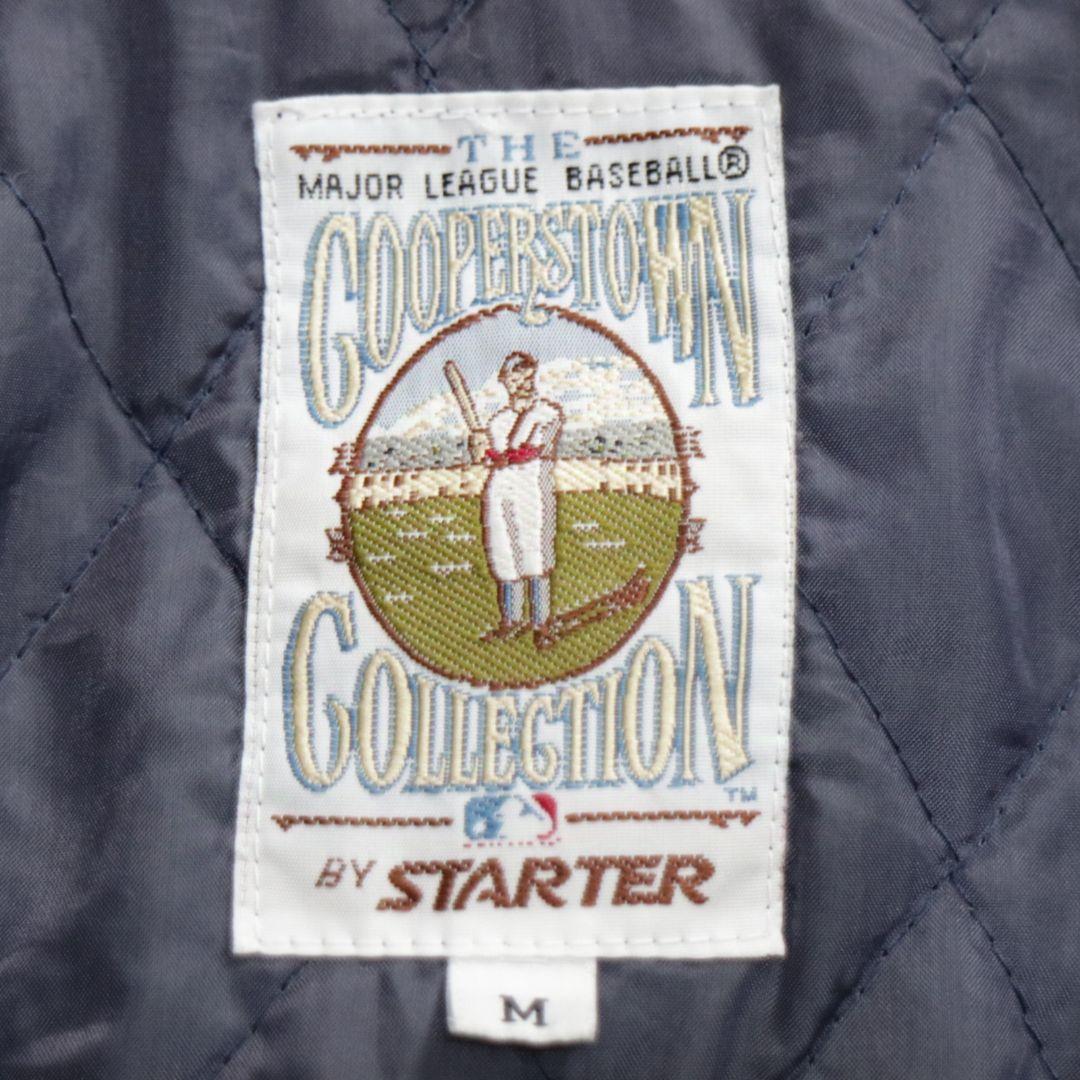 THE
MAJOR LEAGUE BASEBALL®
COOPERSTOWN
COLLECTION
TM
BY STARTER
M